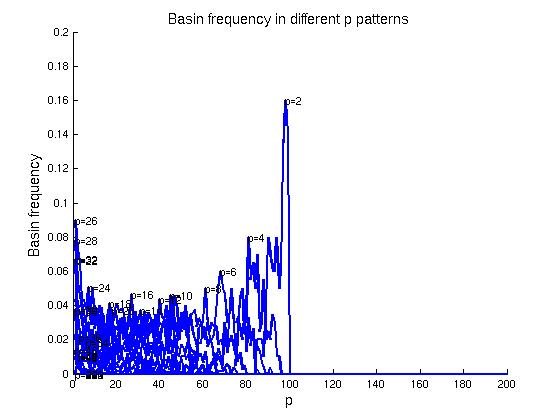 Basin frequency in different p patterns
0.2
0.18
0.16
0.14
0.12
0.1
0.08
0.06
0.04
0.02
0
Basin frequency
p=2
p=26
p=28
p=4
p=6
p=24
p=8
p=16
p=10
0 20 40 60 80 100 120 140 160 180 200
p